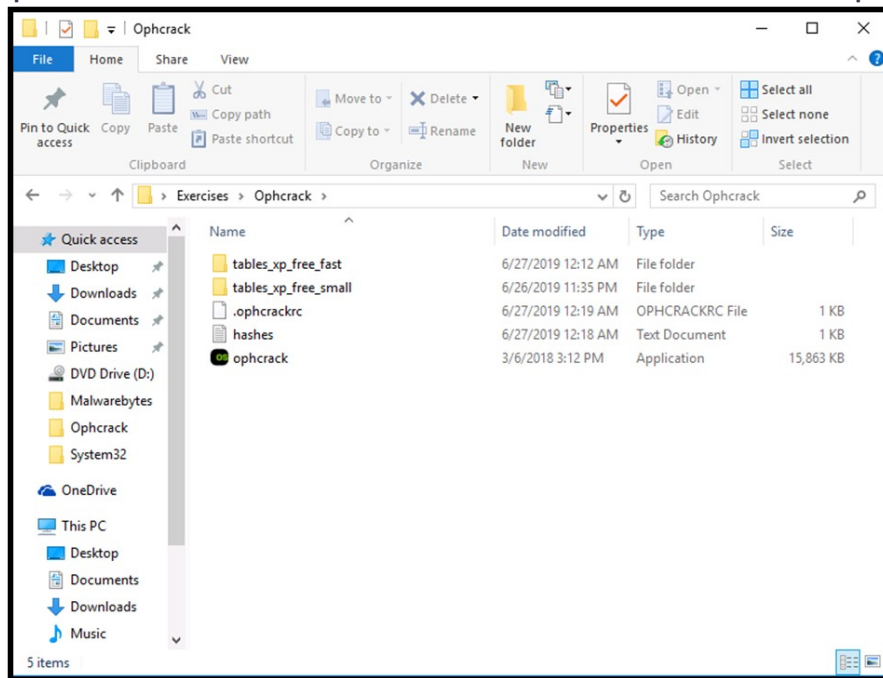 Ophcrack
File Home Share View
Pin to Quick access
Copy
Paste
Cut
Copy path
Paste shortcut
Clipboard
Move to
Copy to
Delete
Rename
Organize
New folder
New
Properties
Open
Edit
History
Open
Select all
Select none
Invert selection
Select
Exercises > Ophcrack >
Search Ophcrack
Quick access
Desktop
Downloads
Documents
Pictures
DVD Drive (D:)
Malwarebytes
Ophcrack
System32
OneDrive
This PC
Desktop
Documents
Downloads
Music
Name Date modified Type Size
tables_xp_free_fast 6/27/2019 12:12 AM File folder
tables_xp_free_small 6/26/2019 11:35 PM File folder
.ophcrackrc 6/27/2019 12:19 AM OPHCRACKRC File 1 KB
hashes 6/27/2019 12:18 AM Text Document 1 KB
ophcrack 3/6/2018 3:12 PM Application 15,863 KB
5 items